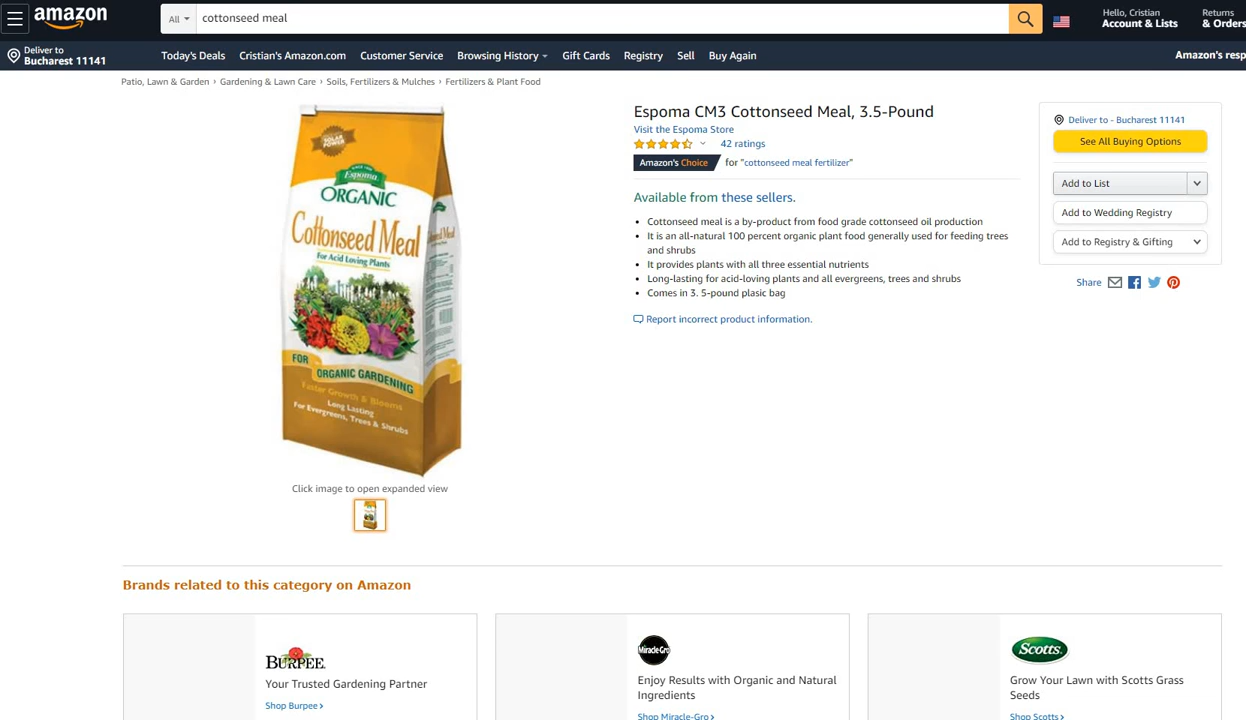 amazon
All
cottonseed meal
Hello, Cristian
Account & Lists
Returns
& Orders
Deliver to
Bucharest 11141
Today's Deals
Cristian's Amazon.com
Customer Service
Browsing History
Gift Cards
Registry
Sell
Buy Again
Amazon's resp
Patio, Lawn & Garden › Gardening & Lawn Care › Soils, Fertilizers & Mulches › Fertilizers & Plant Food
SOLAR
POWER
Espoma
ORGANIC
Cottonseed Meal
For Acid Loving Plants
FOR
ORGANIC GARDENING
Faster Growth & Blooms
Long Lasting
For Evergreens, Trees & Shrubs
Click image to open expanded view
Espoma CM3 Cottonseed Meal, 3.5-Pound
Visit the Espoma Store
42 ratings
Amazon's Choice for "cottonseed meal fertilizer"
Available from these sellers.
• Cottonseed meal is a by-product from food grade cottonseed oil production
• It is an all-natural 100 percent organic plant food generally used for feeding trees
and shrubs
• It provides plants with all three essential nutrients
• Long-lasting for acid-loving plants and all evergreens, trees and shrubs
• Comes in 3. 5-pound plasic bag
Report incorrect product information.
Deliver to - Bucharest 11141
See All Buying Options
Add to List
Add to Wedding Registry
Add to Registry & Gifting
Share
Brands related to this category on Amazon
BURPEE.
Your Trusted Gardening Partner
Shop Burpee ›
Miracle-Gro
Enjoy Results with Organic and Natural
Ingredients
Shop Miracle-Gro ›
Scotts.
Grow Your Lawn with Scotts Grass
Seeds
Shop Scotts ›